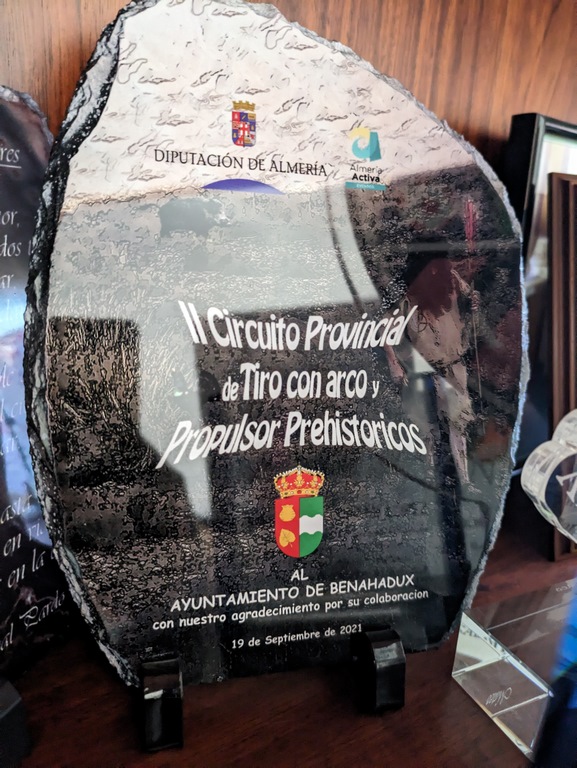 DIPUTACIÓN DE ALMERÍA
Almería
Activa
II Circuito Provincial
de Tiro con arco y
Propulsor Prehistoricos
AL
AYUNTAMIENTO DE BENAHADUX
con nuestro agradecimiento por su colaboracion
19 de Septiembre de 2021